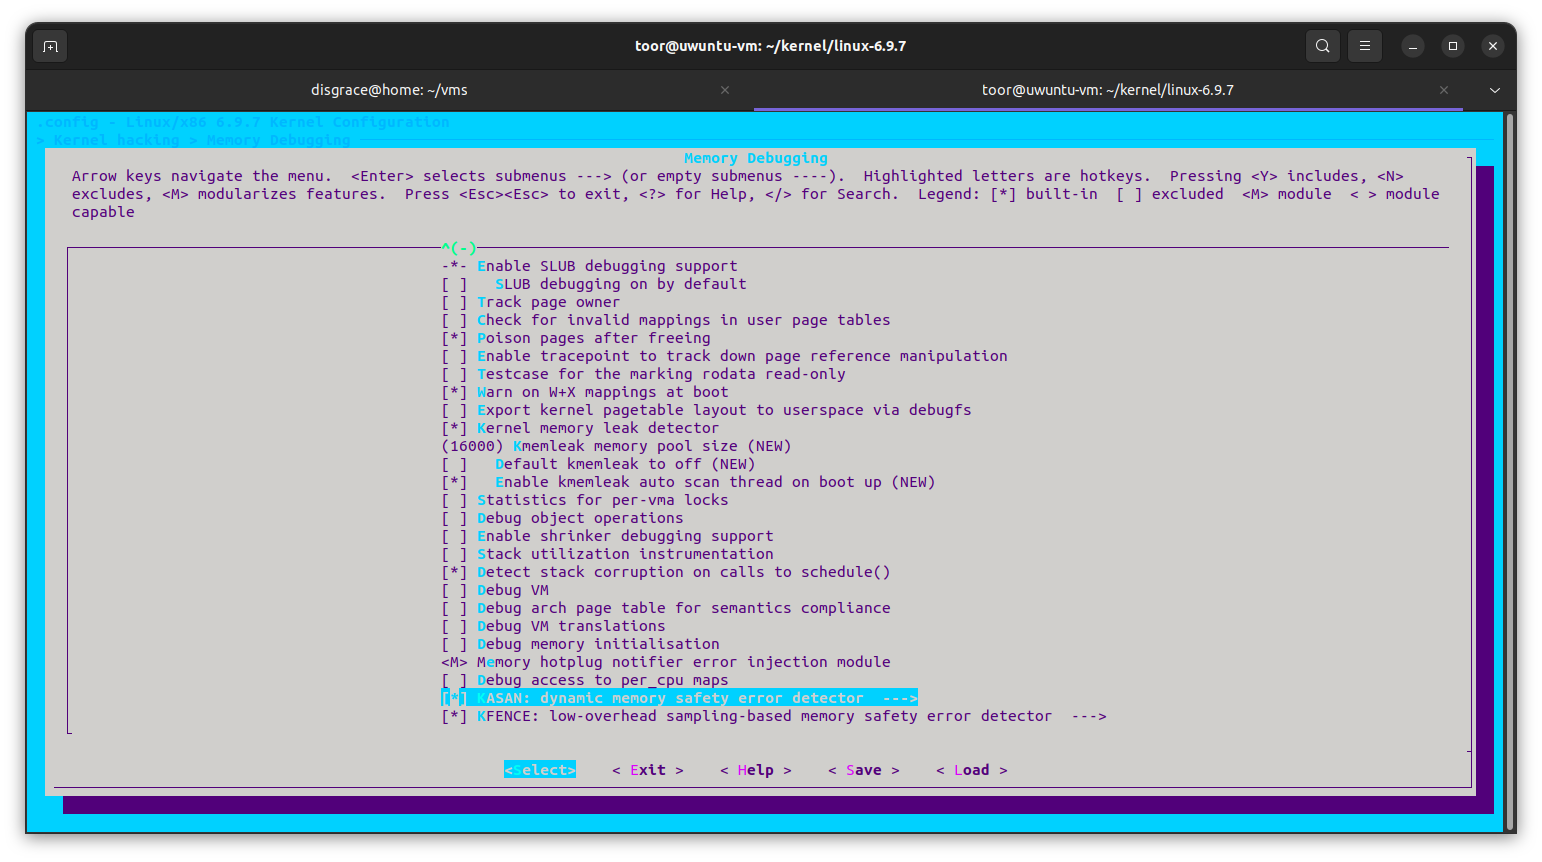 toor@uwuntu-vm: ~/kernel/linux-6.9.7
disgrace@home: ~/vms
toor@uwuntu-vm: ~/kernel/linux-6.9.7
.config - Linux/x86 6.9.7 Kernel Configuration
> Kernel hacking > Memory Debugging
Memory Debugging
Arrow keys navigate the menu.  <Enter> selects submenus ---> (or empty submenus ----).  Highlighted letters are hotkeys.  Pressing <Y> includes, <N>
excludes, <M> modularizes features.  Press <Esc><Esc> to exit, <?> for Help, </> for Search.  Legend: [*] built-in  [ ] excluded  <M> module  < > module
capable
^(-)
-*- Enable SLUB debugging support
[ ]   SLUB debugging on by default
[ ] Track page owner
[ ] Check for invalid mappings in user page tables
[*] Poison pages after freeing
[ ] Enable tracepoint to track down page reference manipulation
[ ] Testcase for the marking rodata read-only
[*] Warn on W+X mappings at boot
[ ] Export kernel pagetable layout to userspace via debugfs
[*] Kernel memory leak detector
(16000) Kmemleak memory pool size (NEW)
[ ]   Default kmemleak to off (NEW)
[*]   Enable kmemleak auto scan thread on boot up (NEW)
[ ] Statistics for per-vma locks
[ ] Debug object operations
[ ] Enable shrinker debugging support
[ ] Stack utilization instrumentation
[*] Detect stack corruption on calls to schedule()
[ ] Debug VM
[ ] Debug arch page table for semantics compliance
[ ] Debug VM translations
[ ] Debug memory initialisation
<M> Memory hotplug notifier error injection module
[ ] Debug access to per_cpu maps
[*] KASAN: dynamic memory safety error detector  --->
[*] KFENCE: low-overhead sampling-based memory safety error detector  --->
<Select>    < Exit >    < Help >    < Save >    < Load >